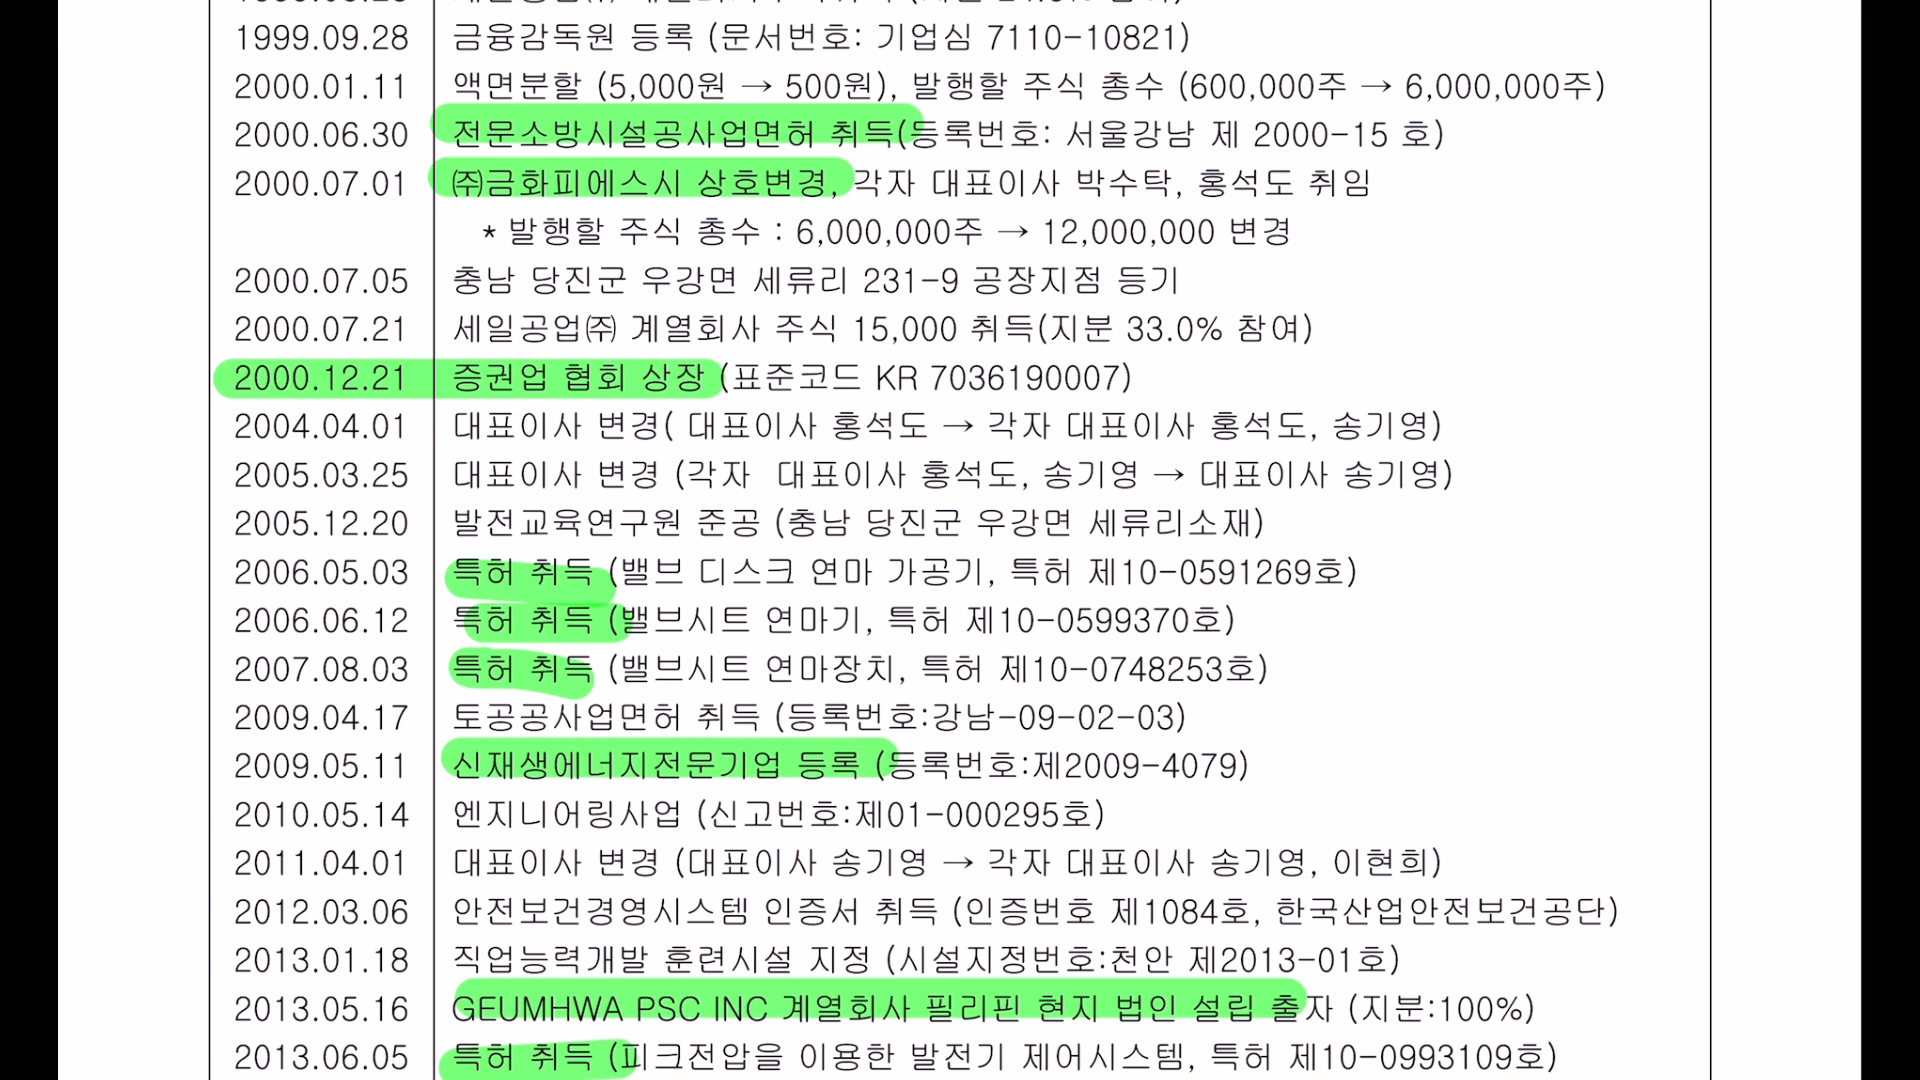 1999.09.28 금융감독원 등록 (문서번호: 기업심 7110-10821)
2000.01.11 액면분할 (5,000원 → 500원), 발행할 주식 총수 (600,000주 → 6,000,000주)
2000.06.30 전문소방시설공사업면허 취득(등록번호: 서울강남 제 2000-15 호)
2000.07.01 ㈜금화피에스시 상호변경, 각자 대표이사 박수탁, 홍석도 취임
* 발행할 주식 총수 : 6,000,000주 → 12,000,000 변경
2000.07.05 충남 당진군 우강면 세류리 231-9 공장지점 등기
2000.07.21 세일공업㈜ 계열회사 주식 15,000 취득(지분 33.0% 참여)
2000.12.21 증권업 협회 상장 (표준코드 KR 7036190007)
2004.04.01 대표이사 변경( 대표이사 홍석도 → 각자 대표이사 홍석도, 송기영)
2005.03.25 대표이사 변경 (각자 대표이사 홍석도, 송기영 → 대표이사 송기영)
2005.12.20 발전교육연구원 준공 (충남 당진군 우강면 세류리소재)
2006.05.03 특허 취득 (밸브 디스크 연마 가공기, 특허 제10-0591269호)
2006.06.12 특허 취득 (밸브시트 연마기, 특허 제10-0599370호)
2007.08.03 특허 취득 (밸브시트 연마장치, 특허 제10-0748253호)
2009.04.17 토공공사업면허 취득 (등록번호:강남-09-02-03)
2009.05.11 신재생에너지전문기업 등록 (등록번호:제2009-4079)
2010.05.14 엔지니어링사업 (신고번호:제01-000295호)
2011.04.01 대표이사 변경 (대표이사 송기영 → 각자 대표이사 송기영, 이현희)
2012.03.06 안전보건경영시스템 인증서 취득 (인증번호 제1084호, 한국산업안전보건공단)
2013.01.18 직업능력개발 훈련시설 지정 (시설지정번호:천안 제2013-01호)
2013.05.16 GEUMHWA PSC INC 계열회사 필리핀 현지 법인 설립 출자 (지분:100%)
2013.06.05 특허 취득 (피크전압을 이용한 발전기 제어시스템, 특허 제10-0993109호)